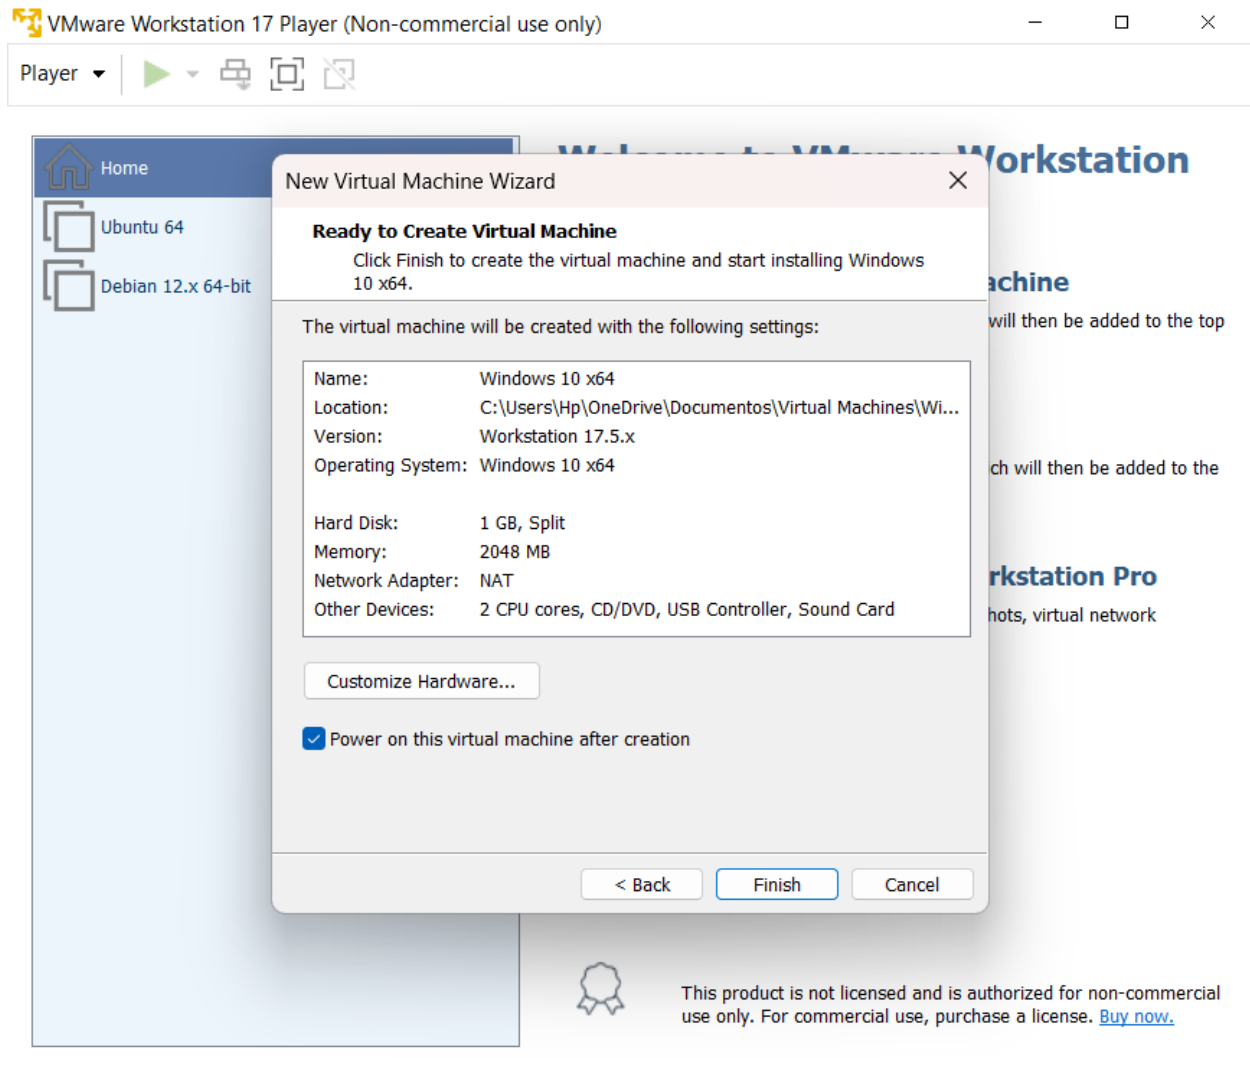 VMware Workstation 17 Player (Non-commercial use only)
Player
Home
Ubuntu 64
Debian 12.x 64-bit
Welcome to VMware Workstation
New Virtual Machine Wizard
Ready to Create Virtual Machine
Click Finish to create the virtual machine and start installing Windows
10 x64.
The virtual machine will be created with the following settings:
Name: Windows 10 x64
Location: C:\Users\Hp\OneDrive\Documentos\Virtual Machines\Wi...
Version: Workstation 17.5.x
Operating System: Windows 10 x64
Hard Disk: 1 GB, Split
Memory: 2048 MB
Network Adapter: NAT
Other Devices: 2 CPU cores, CD/DVD, USB Controller, Sound Card
Customize Hardware...
Power on this virtual machine after creation
< Back
Finish
Cancel
achine
will then be added to the top
ch will then be added to the
rkstation Pro
hots, virtual network
This product is not licensed and is authorized for non-commercial
use only. For commercial use, purchase a license. Buy now.